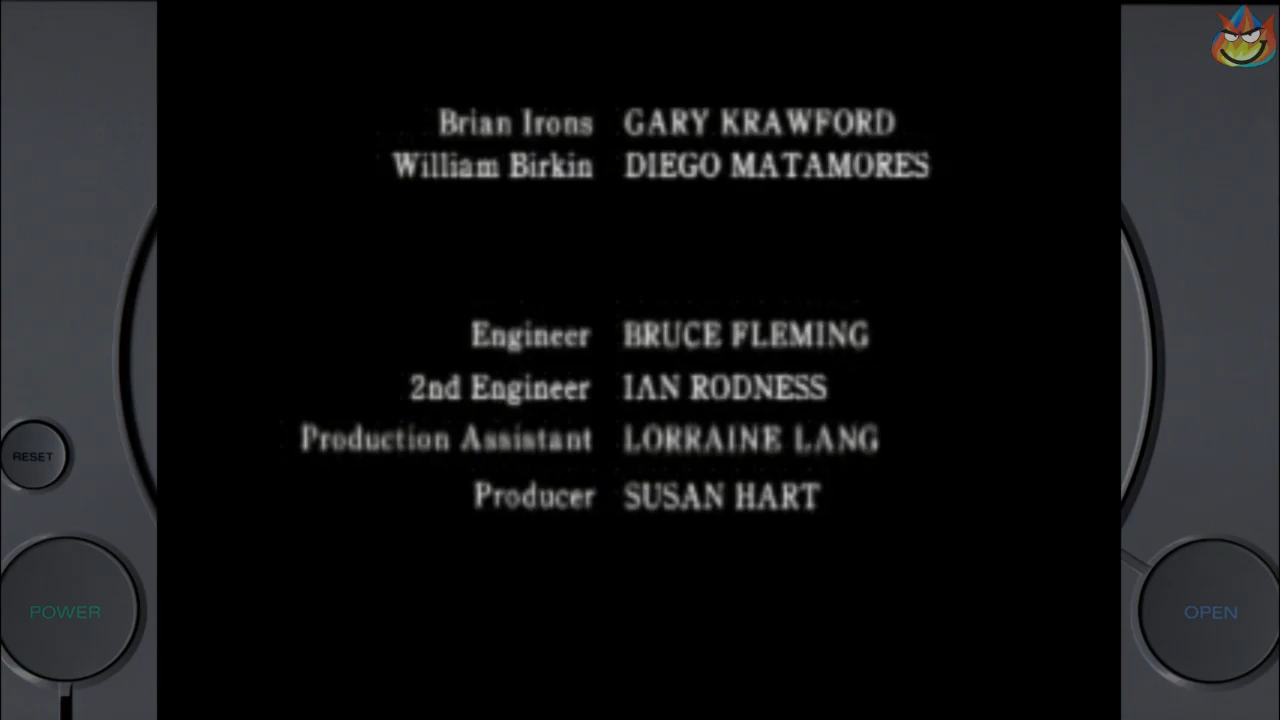 Brian Irons GARY KRAWFORD
William Birkin DIEGO MATAMORES
Engineer BRUCE FLEMING
2nd Engineer IAN RODNESS
Production Assistant LORRAINE LANG
Producer SUSAN HART
RESET
POWER
OPEN